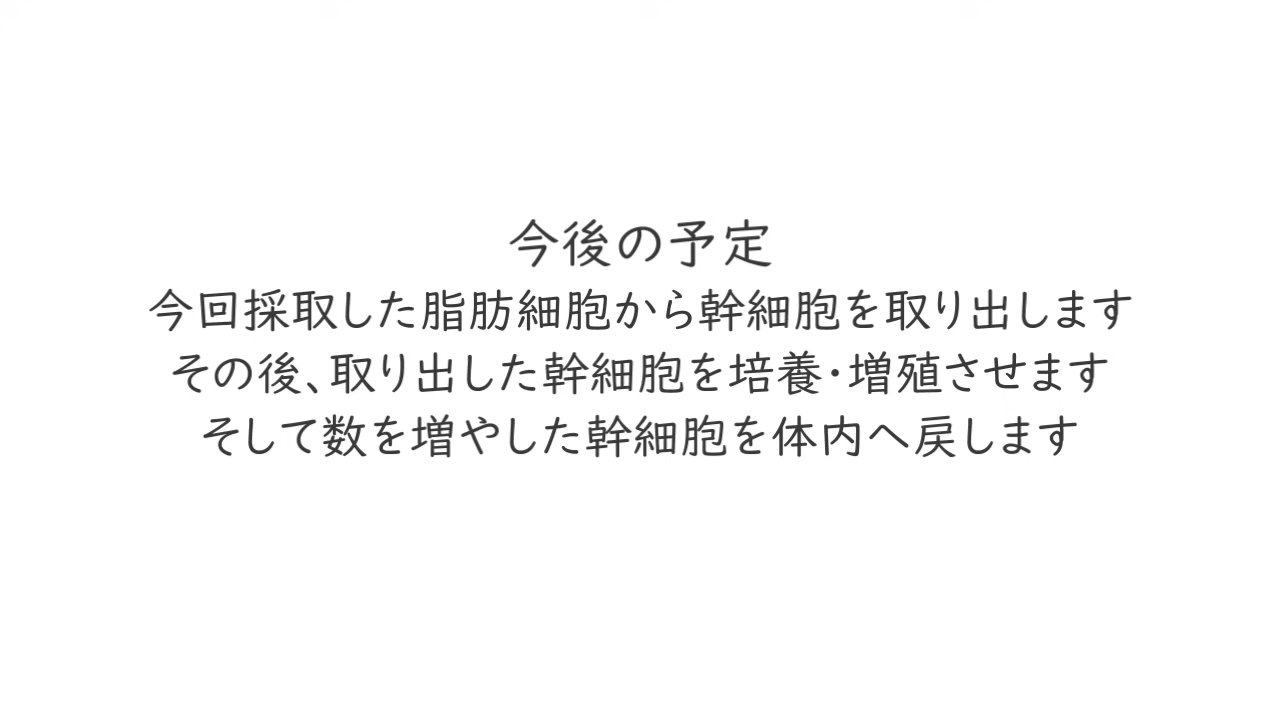 今後の予定
今回採取した脂肪細胞から幹細胞を取り出します
その後、取り出した幹細胞を培養・増殖させます
そして数を増やした幹細胞を体内へ戻します